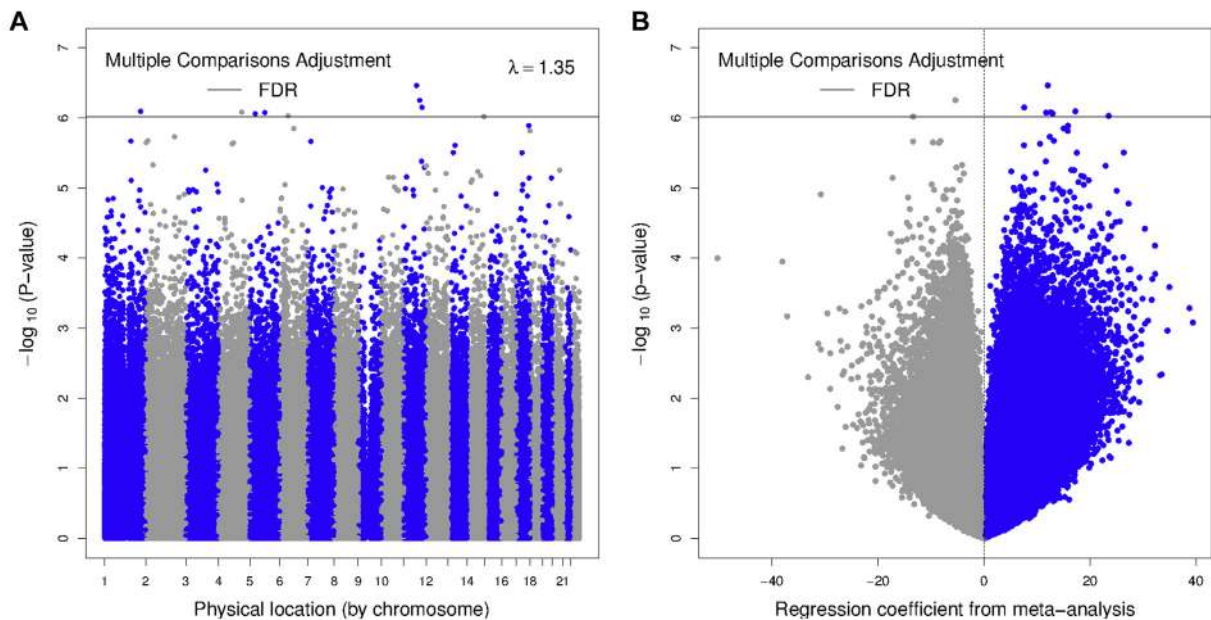 A
Multiple Comparisons Adjustment
FDR
λ = 1.35
−log 10 (P−value)
7
6
5
4
3
2
1
0
1 2 3 4 5 6 7 8 9 10 12 14 16 18 21
Physical location (by chromosome)
B
Multiple Comparisons Adjustment
FDR
−log 10 (p−value)
7
6
5
4
3
2
1
0
−40 −20 0 20 40
Regression coefficient from meta−analysis